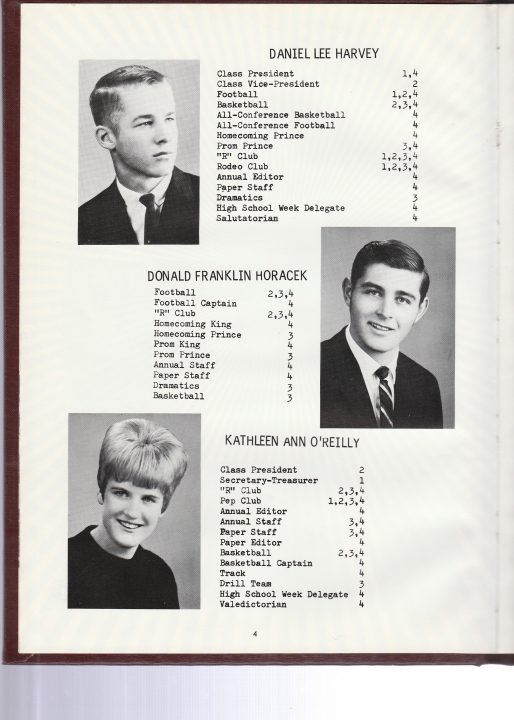 DANIEL LEE HARVEY
Class President 1,4
Class Vice-President 2
Football 1,2,4
Basketball 2,3,4
All-Conference Basketball 4
All-Conference Football 4
Homecoming Prince 4
Prom Prince 3,4
"R" Club 1,2,3,4
Rodeo Club 1,2,3,4
Annual Editor 4
Paper Staff 4
Dramatics 3
High School Week Delegate 4
Salutatorian 4
DONALD FRANKLIN HORACEK
Football 2,3,4
Football Captain 4
"R" Club 2,3,4
Homecoming King 4
Homecoming Prince 3
Prom King 4
Prom Prince 3
Annual Staff 4
Paper Staff 4
Dramatics 3
Basketball 3
KATHLEEN ANN O'REILLY
Class President 2
Secretary-Treasurer 1
"R" Club 2,3,4
Pep Club 1,2,3,4
Annual Editor 4
Annual Staff 3,4
Paper Staff 3,4
Paper Editor 4
Basketball 2,3,4
Basketball Captain 4
Track 4
Drill Team 3
High School Week Delegate 4
Valedictorian 4
4